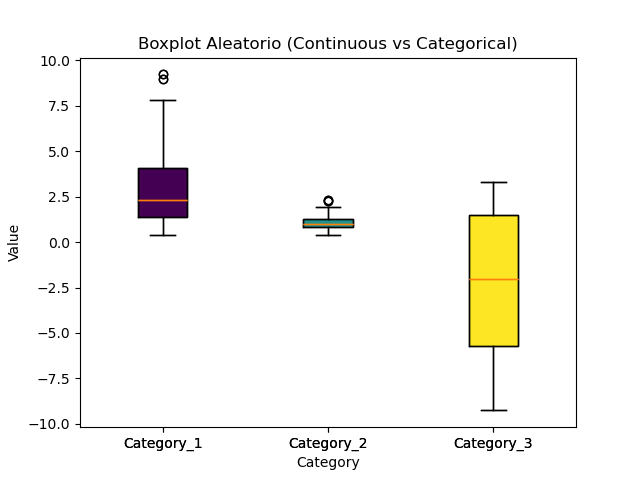 Boxplot Aleatorio (Continuous vs Categorical)
10.0
7.5
5.0
2.5
0.0
−2.5
−5.0
−7.5
−10.0
Value
Category_1 Category_2 Category_3
Category